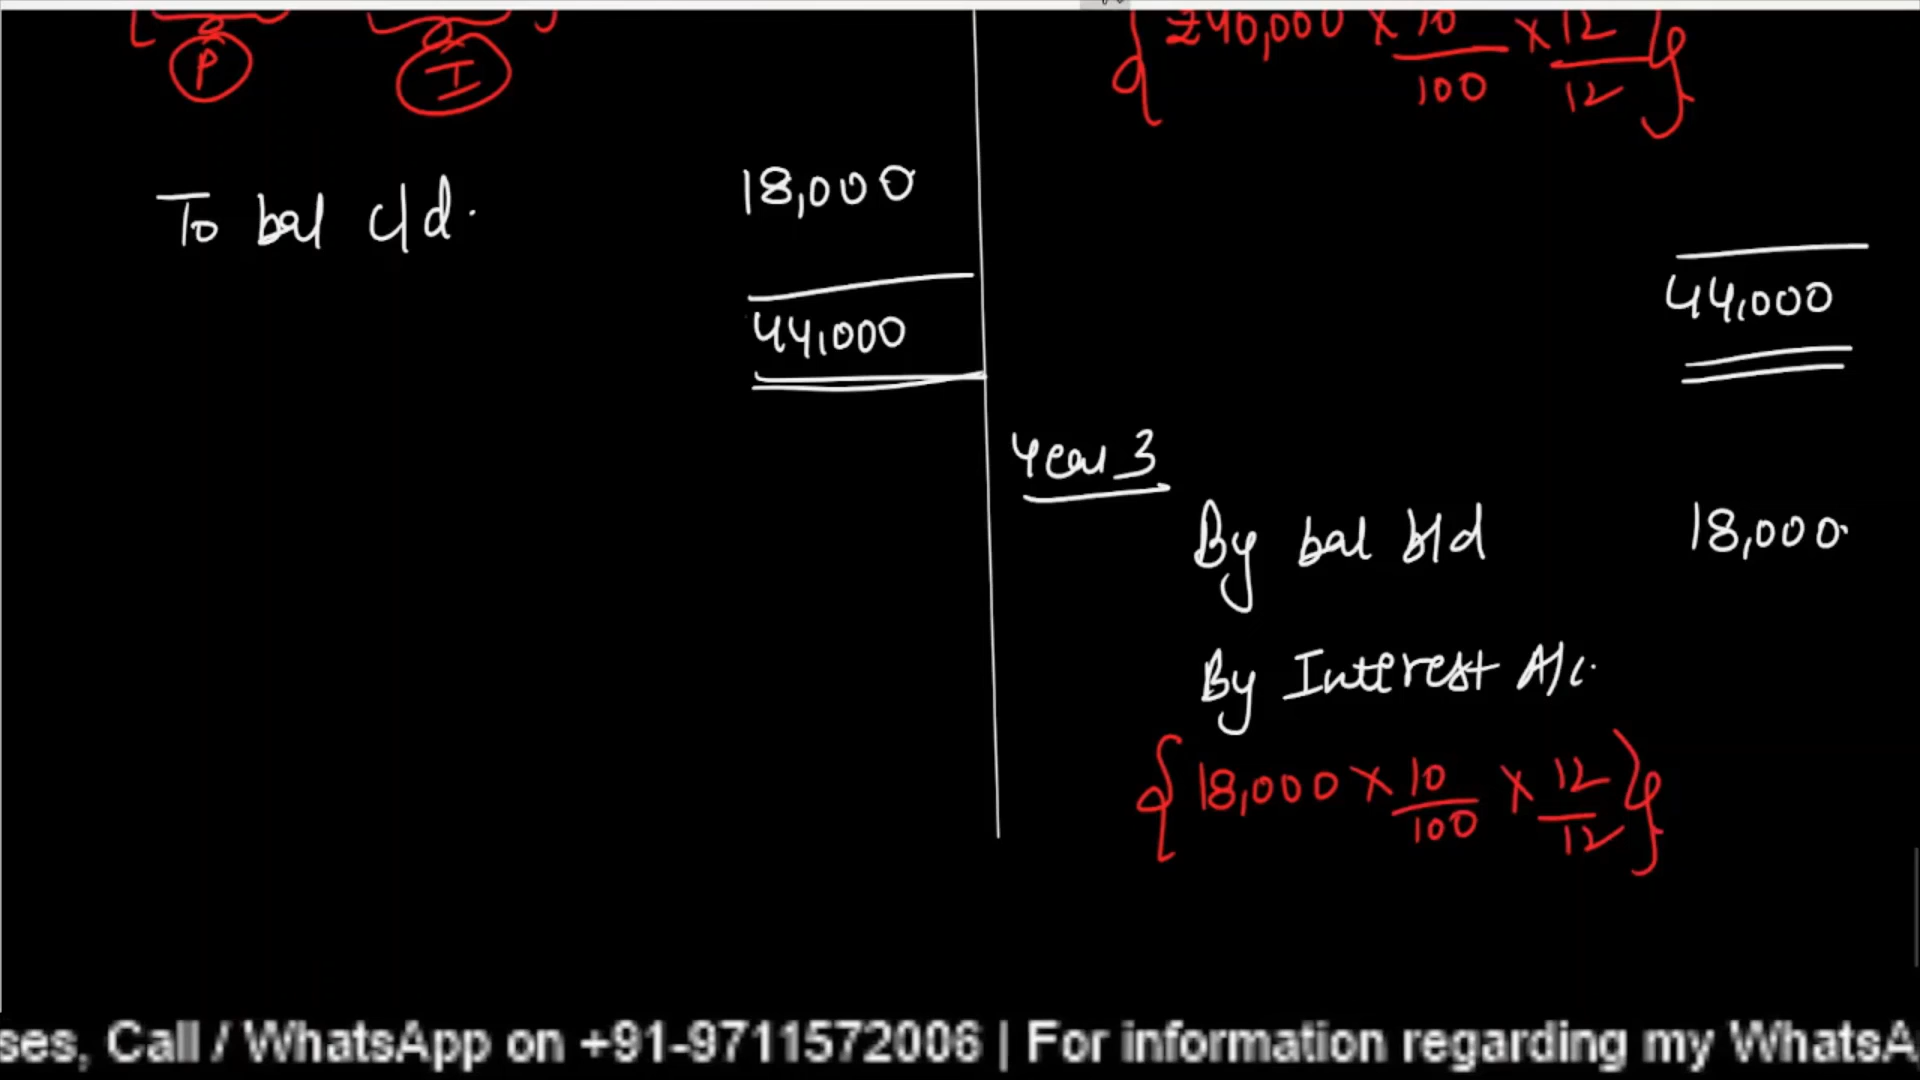 {₹40,000 × 10/100 × 12/12}
P I
To bal c/d. 18,000
44,000 44,000
Year 3
By bal b/d 18,000
By Interest A/c.
{18,000 × 10/100 × 12/12}
ses, Call / WhatsApp on +91-9711572006 | For information regarding my WhatsA